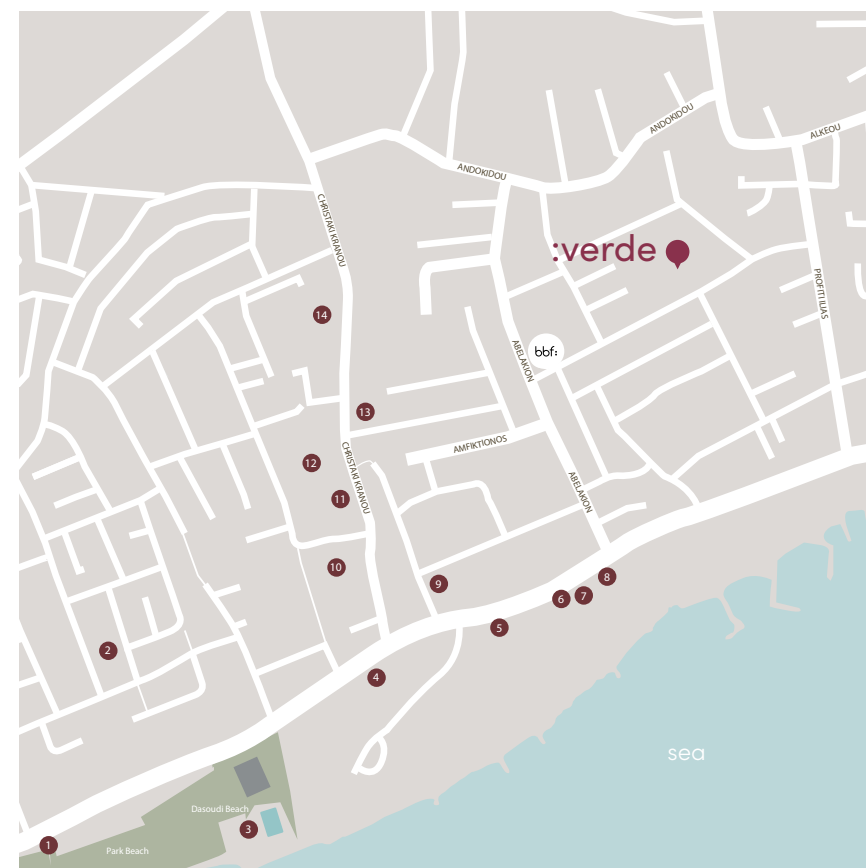 ANDOKIDOU
ALKEOU
ANDOKIDOU
CHRISTAKI KRANOU
:verde
PROFITI ILIAS
14
bbf:
ABELAKION
13
AMFIKTIONOS
12
CHRISTAKI KRANOU
11
ABELAKION
10
9
8
7
6
5
2
4
sea
Dasoudi Beach
3
1
Park Beach